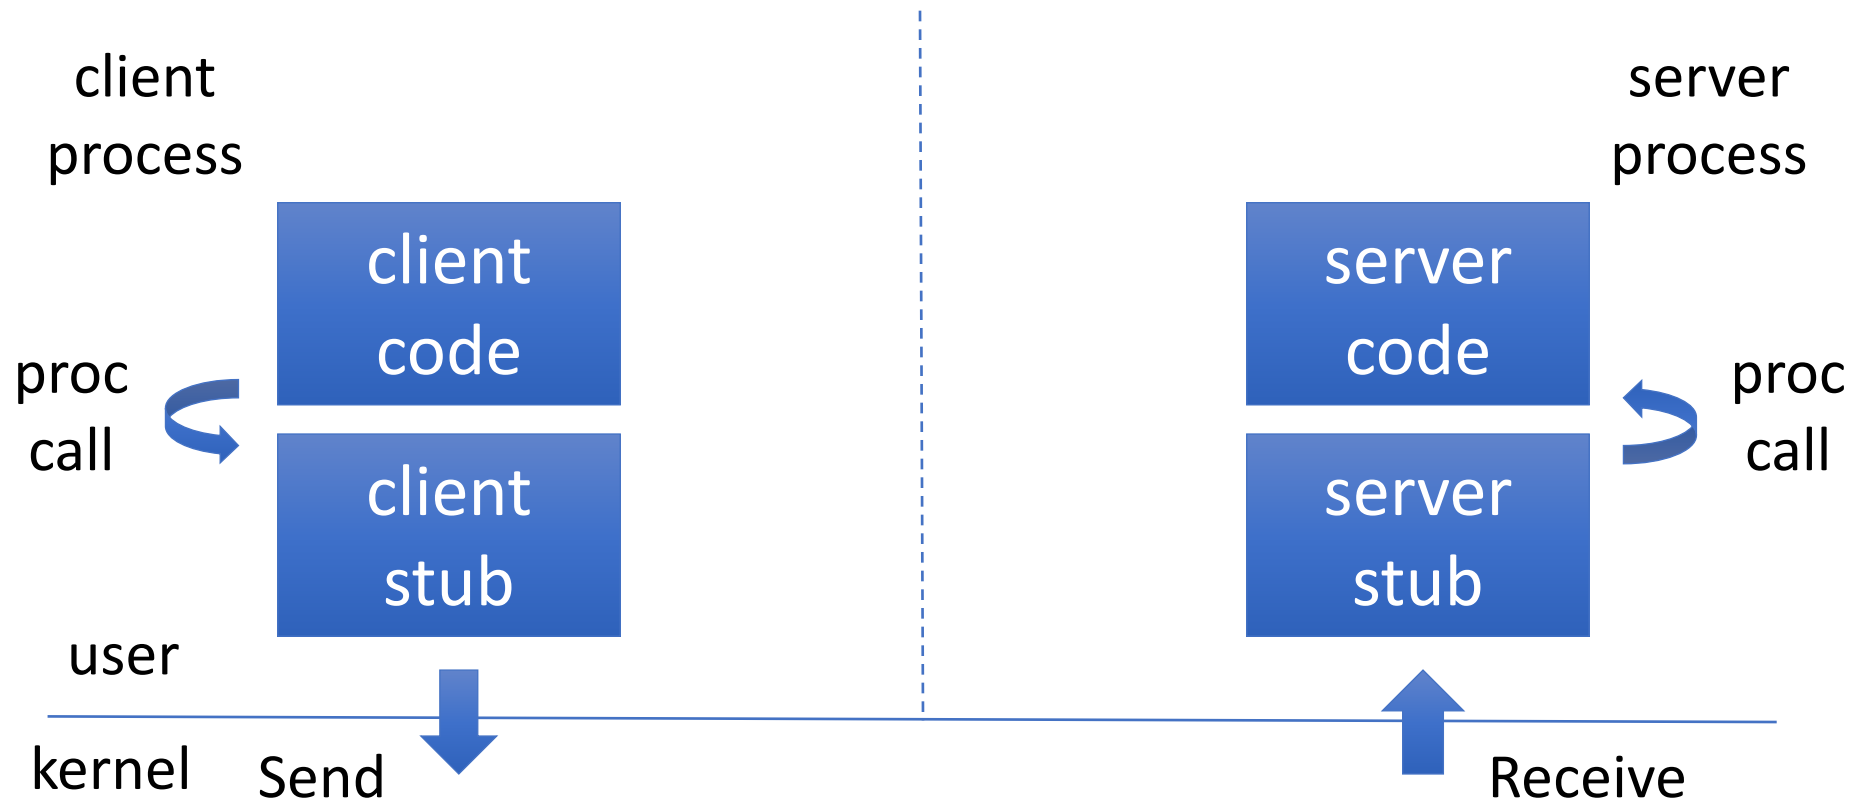 client
process
server
process
client
code
server
code
proc
call
proc
call
client
stub
server
stub
user
kernel
Send
Receive